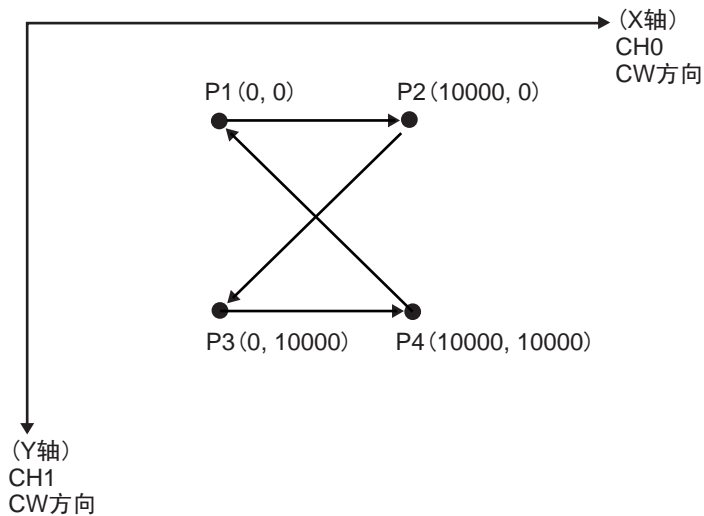 (X轴)
CH0
CW方向
P1(0, 0)
P2(10000, 0)
P3(0, 10000)
P4(10000, 10000)
(Y轴)
CH1
CW方向